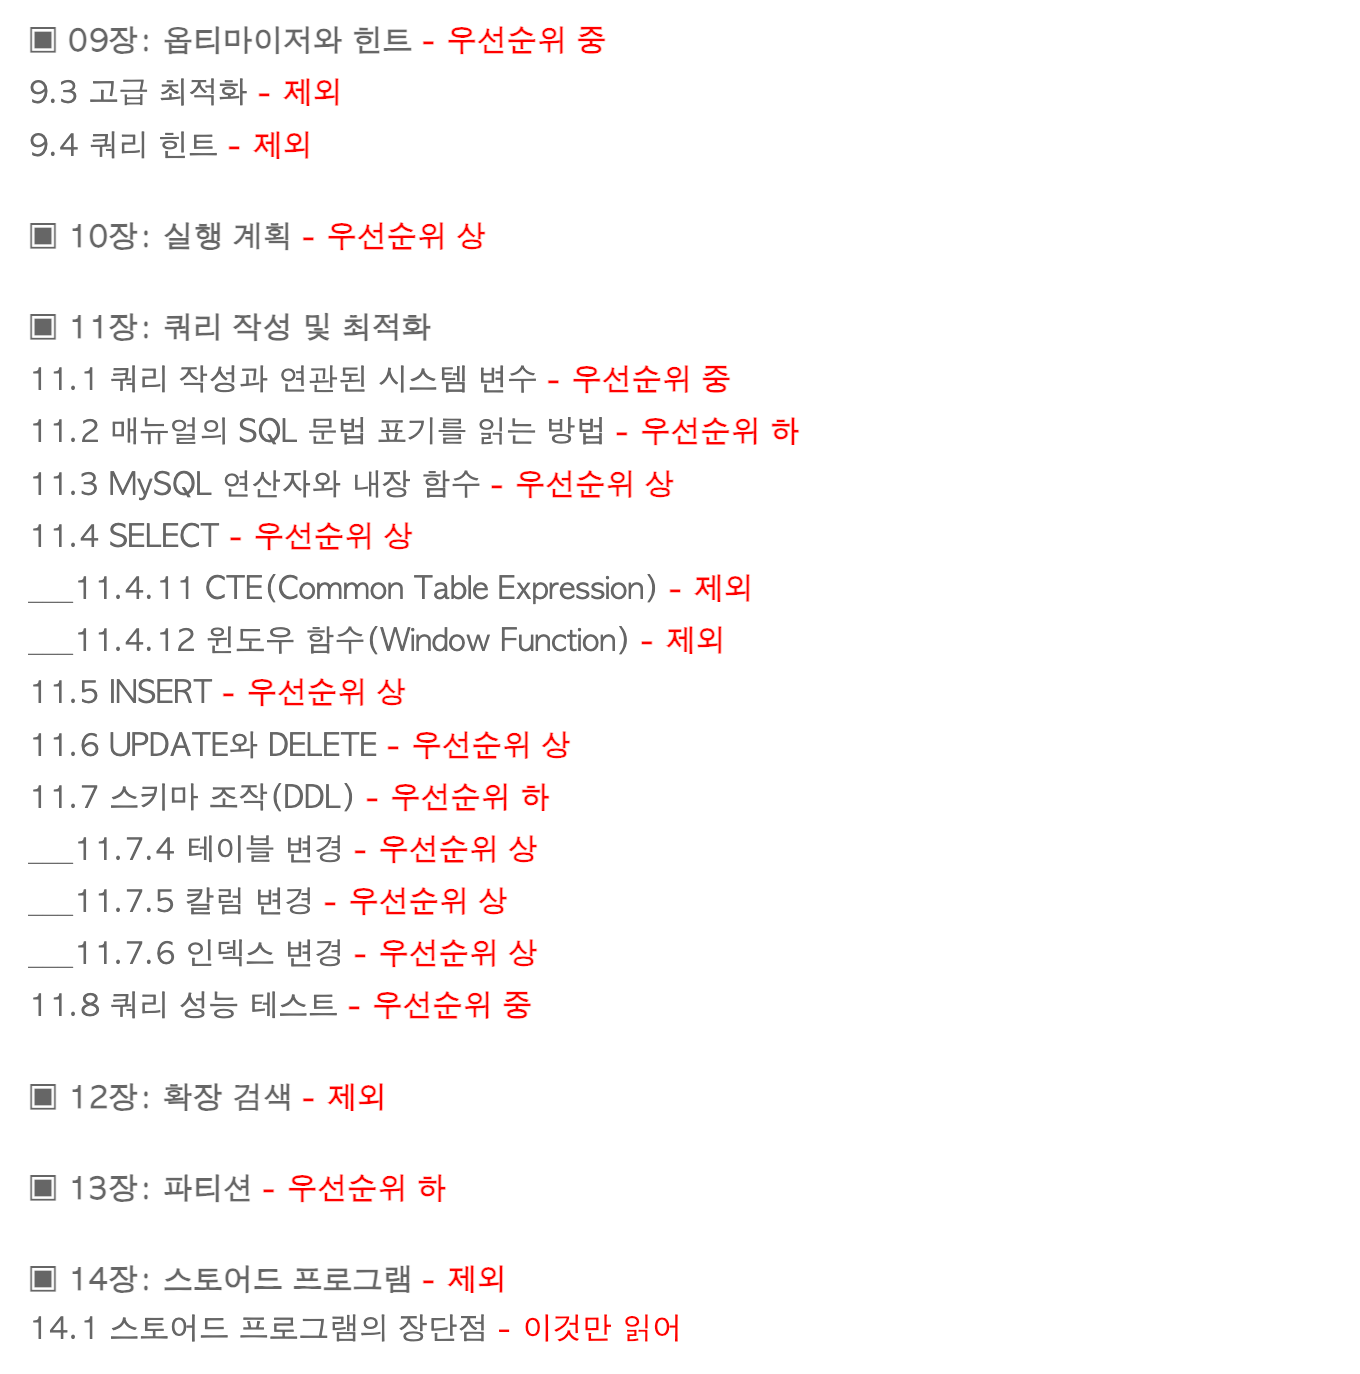 ▣ 09장: 옵티마이저와 힌트 - 우선순위 중
9.3 고급 최적화 - 제외
9.4 쿼리 힌트 - 제외
▣ 10장: 실행 계획 - 우선순위 상
▣ 11장: 쿼리 작성 및 최적화
11.1 쿼리 작성과 연관된 시스템 변수 - 우선순위 중
11.2 매뉴얼의 SQL 문법 표기를 읽는 방법 - 우선순위 하
11.3 MySQL 연산자와 내장 함수 - 우선순위 상
11.4 SELECT - 우선순위 상
___11.4.11 CTE(Common Table Expression) - 제외
___11.4.12 윈도우 함수(Window Function) - 제외
11.5 INSERT - 우선순위 상
11.6 UPDATE와 DELETE - 우선순위 상
11.7 스키마 조작(DDL) - 우선순위 하
___11.7.4 테이블 변경 - 우선순위 상
___11.7.5 칼럼 변경 - 우선순위 상
___11.7.6 인덱스 변경 - 우선순위 상
11.8 쿼리 성능 테스트 - 우선순위 중
▣ 12장: 확장 검색 - 제외
▣ 13장: 파티션 - 우선순위 하
▣ 14장: 스토어드 프로그램 - 제외
14.1 스토어드 프로그램의 장단점 - 이것만 읽어